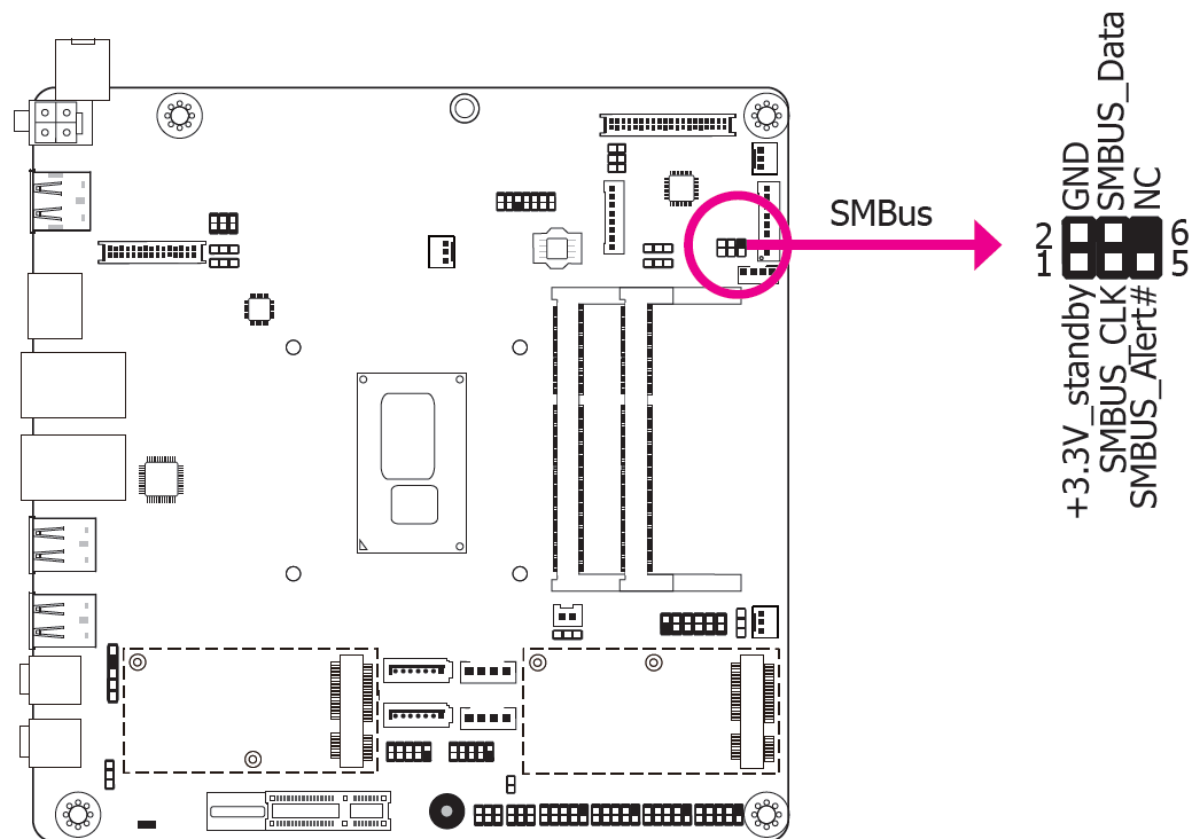 SMBus
2
1
6
5
GND
SMBUS_Data
NC
+3.3V_standby
SMBUS_CLK
SMBUS_Alert#